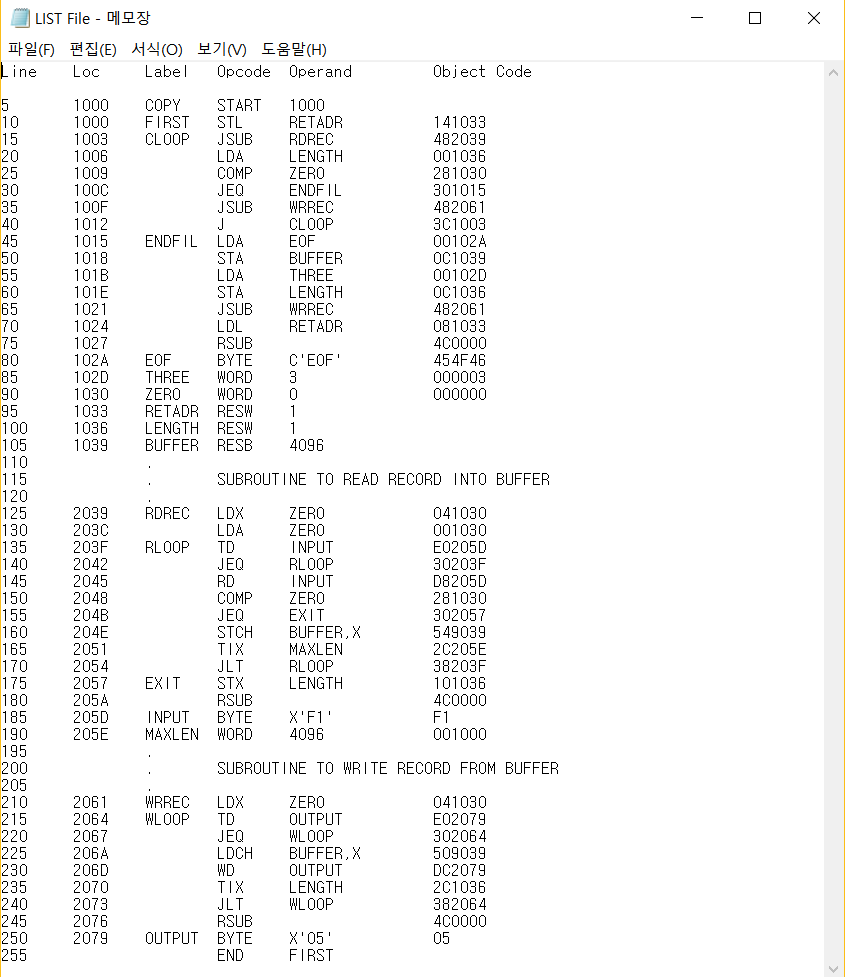 LIST File - 메모장
파일(F) 편집(E) 서식(O) 보기(V) 도움말(H)
Line Loc Label Opcode Operand Object Code
5 1000 COPY START 1000
10 1000 FIRST STL RETADR 141033
15 1003 CLOOP JSUB RDREC 482039
20 1006 LDA LENGTH 001036
25 1009 COMP ZERO 281030
30 100C JEQ ENDFIL 301015
35 100F JSUB WRREC 482061
40 1012 J CLOOP 3C1003
45 1015 ENDFIL LDA EOF 00102A
50 1018 STA BUFFER 0C1039
55 101B LDA THREE 00102D
60 101E STA LENGTH 0C1036
65 1021 JSUB WRREC 482061
70 1024 LDL RETADR 081033
75 1027 RSUB 4C0000
80 102A EOF BYTE C'EOF' 454F46
85 102D THREE WORD 3 000003
90 1030 ZERO WORD 0 000000
95 1033 RETADR RESW 1
100 1036 LENGTH RESW 1
105 1039 BUFFER RESB 4096
110 .
115 . SUBROUTINE TO READ RECORD INTO BUFFER
120 .
125 2039 RDREC LDX ZERO 041030
130 203C LDA ZERO 001030
135 203F RLOOP TD INPUT E0205D
140 2042 JEQ RLOOP 30203F
145 2045 RD INPUT D8205D
150 2048 COMP ZERO 281030
155 204B JEQ EXIT 302057
160 204E STCH BUFFER,X 549039
165 2051 TIX MAXLEN 2C205E
170 2054 JLT RLOOP 38203F
175 2057 EXIT STX LENGTH 101036
180 205A RSUB 4C0000
185 205D INPUT BYTE X'F1' F1
190 205E MAXLEN WORD 4096 001000
195 .
200 . SUBROUTINE TO WRITE RECORD FROM BUFFER
205 .
210 2061 WRREC LDX ZERO 041030
215 2064 WLOOP TD OUTPUT E02079
220 2067 JEQ WLOOP 302064
225 206A LDCH BUFFER,X 509039
230 206D WD OUTPUT DC2079
235 2070 TIX LENGTH 2C1036
240 2073 JLT WLOOP 382064
245 2076 RSUB 4C0000
250 2079 OUTPUT BYTE X'05' 05
255 END FIRST